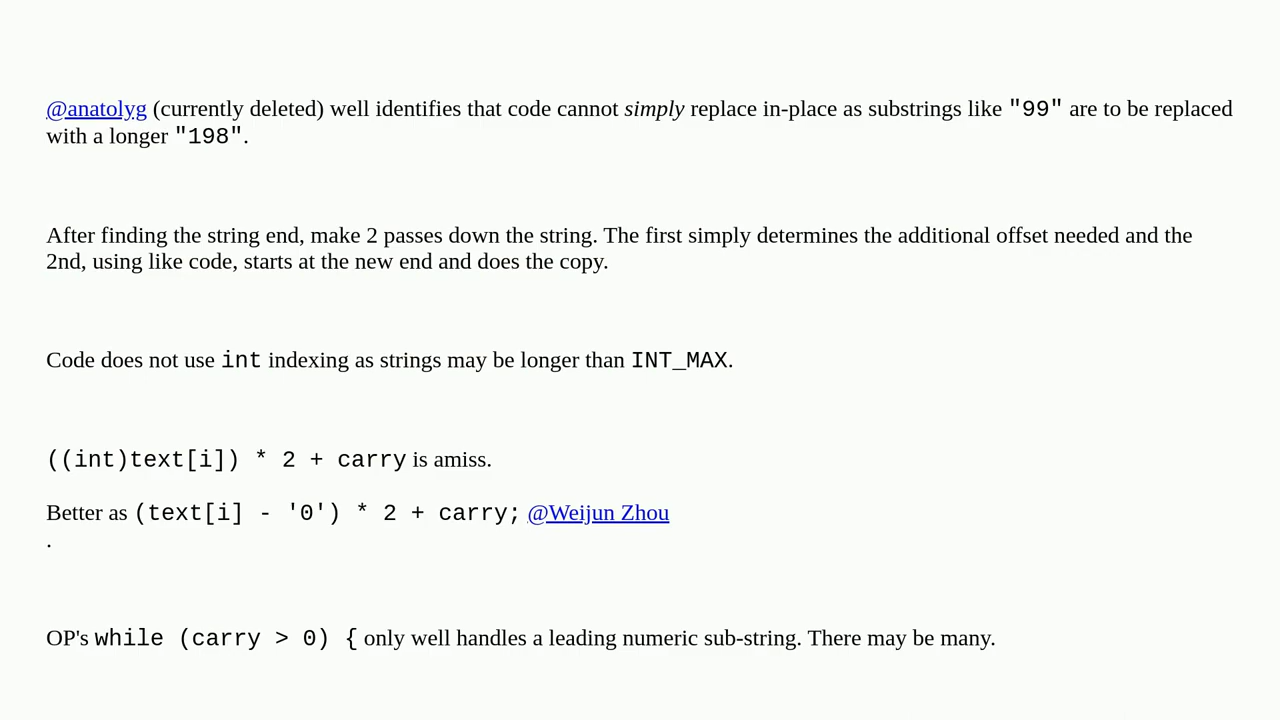 @anatolyg (currently deleted) well identifies that code cannot simply replace in-place as substrings like "99" are to be replaced
with a longer "198".
After finding the string end, make 2 passes down the string. The first simply determines the additional offset needed and the
2nd, using like code, starts at the new end and does the copy.
Code does not use int indexing as strings may be longer than INT_MAX.
((int)text[i]) * 2 + carry is amiss.
Better as (text[i] - '0') * 2 + carry; @Weijun Zhou
.
OP's while (carry > 0) { only well handles a leading numeric sub-string. There may be many.